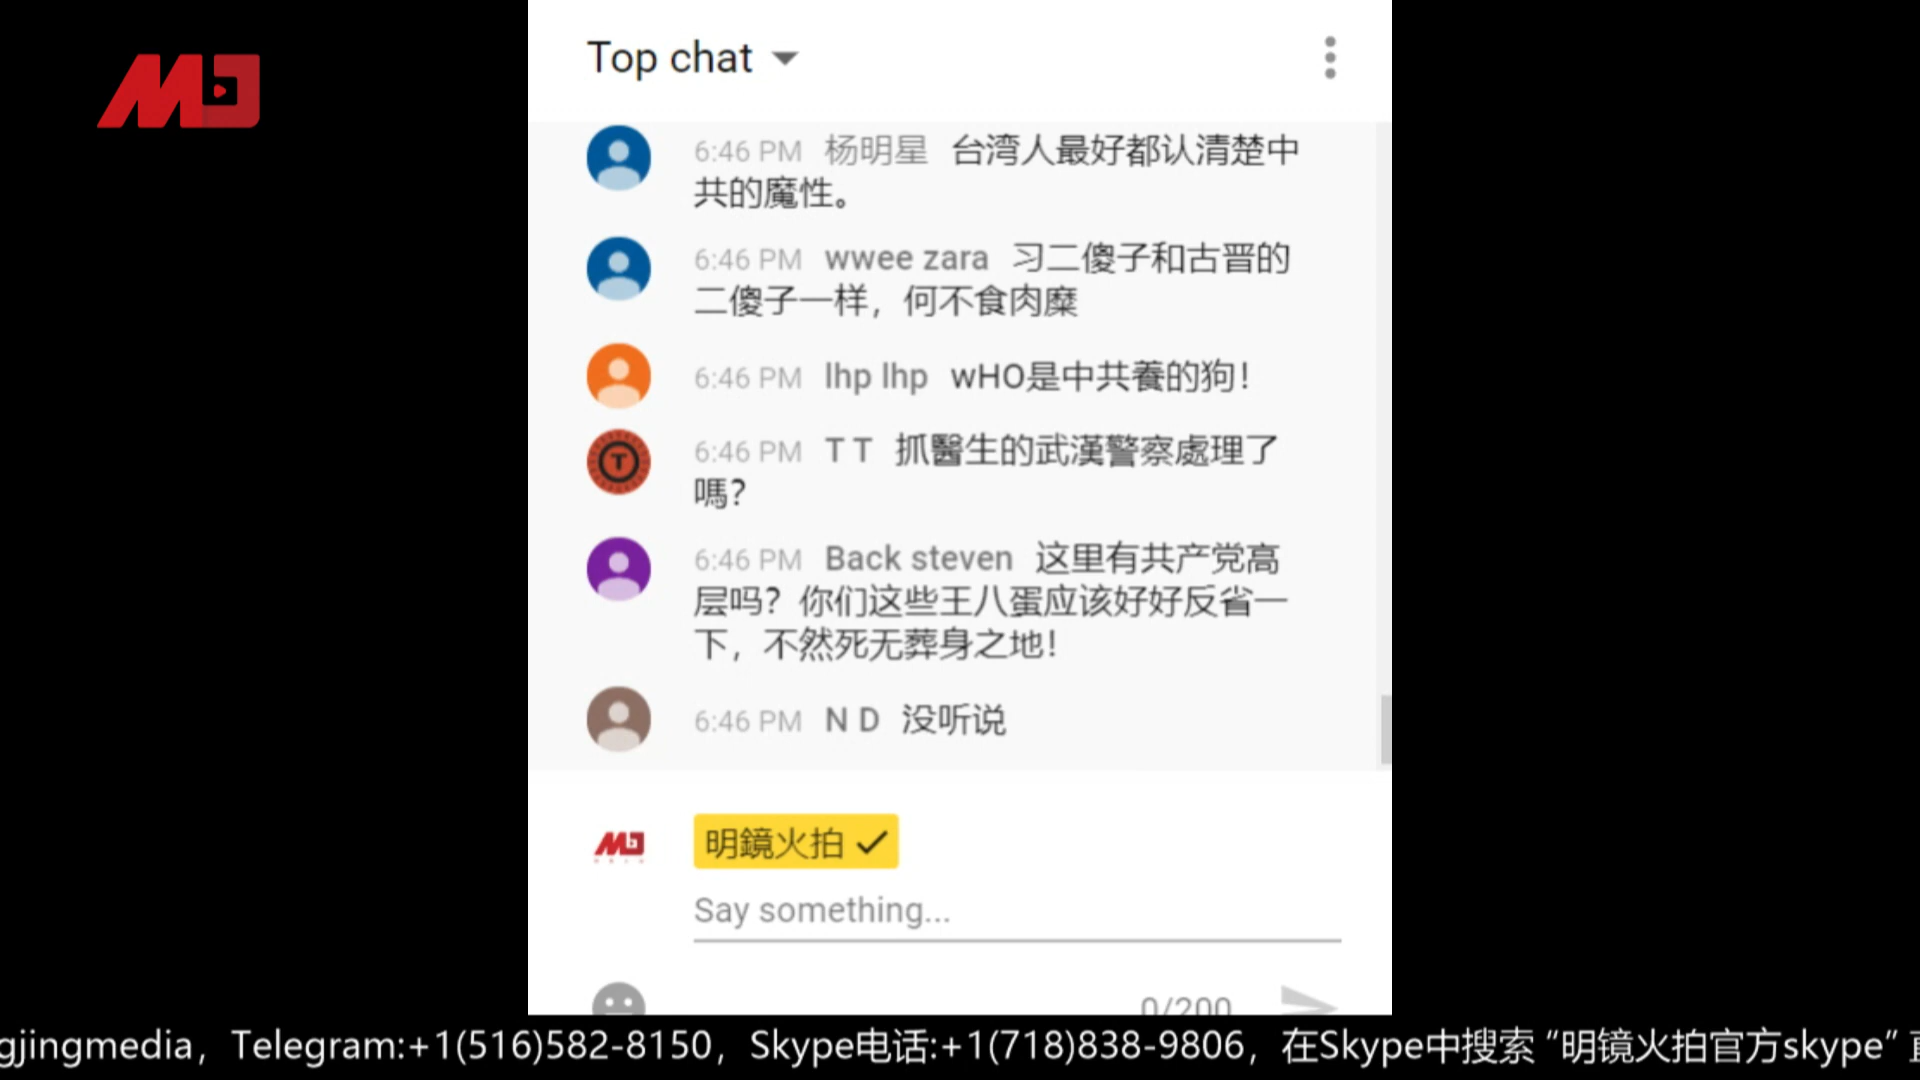 Top chat
6:46 PM 杨明星 台湾人最好都认清楚中
共的魔性。
6:46 PM wwee zara 习二傻子和古晋的
二傻子一样，何不食肉糜
6:46 PM lhp lhp wHO是中共養的狗！
6:46 PM T T 抓醫生的武漢警察處理了
嗎？
6:46 PM Back steven 这里有共产党高
层吗？你们这些王八蛋应该好好反省一
下，不然死无葬身之地！
6:46 PM N D 没听说
明鏡火拍
Say something...
0/200
gjingmedia，Telegram:+1(516)582-8150，Skype电话:+1(718)838-9806，在Skype中搜索“明镜火拍官方skype”